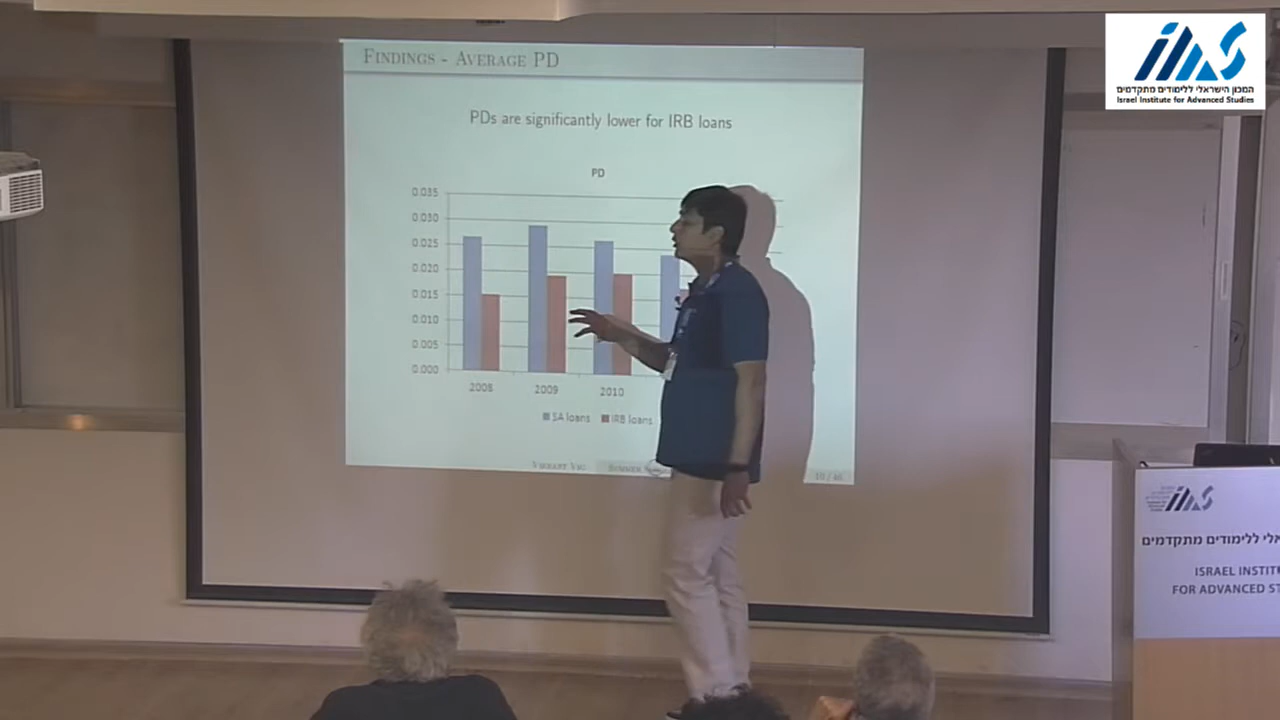 FINDINGS - AVERAGE PD
PDs are significantly lower for IRB loans
PD
0.035
0.030
0.025
0.020
0.015
0.010
0.005
0.000
2008
2009
2010
SA loans
IRB loans
המכון הישראלי ללימודים מתקדמים
Israel Institute for Advanced Studies
ללימודים מתקדמים
ISRAEL INSTIT
FOR ADVANCED ST